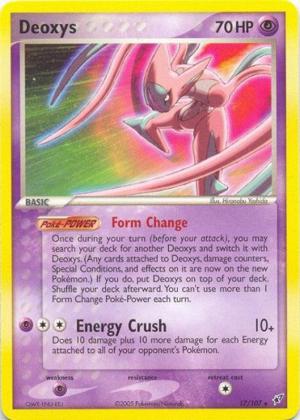 Deoxys
70 HP
Illus. Hironobu Yoshida
BASIC
Poké-POWER Form Change
Once during your turn (before your attack), you may
search your deck for another Deoxys and switch it with
Deoxys. (Any cards attached to Deoxys, damage counters,
Special Conditions, and effects on it are now on the new
Pokémon.) If you do, put Deoxys on top of your deck.
Shuffle your deck afterward. You can't use more than 1
Form Change Poké-Power each turn.
Energy Crush 10+
Does 10 damage plus 10 more damage for each Energy
attached to all of your opponent's Pokémon.
weakness resistance retreat cost
©2005 Pokémon/Nintendo
17/107